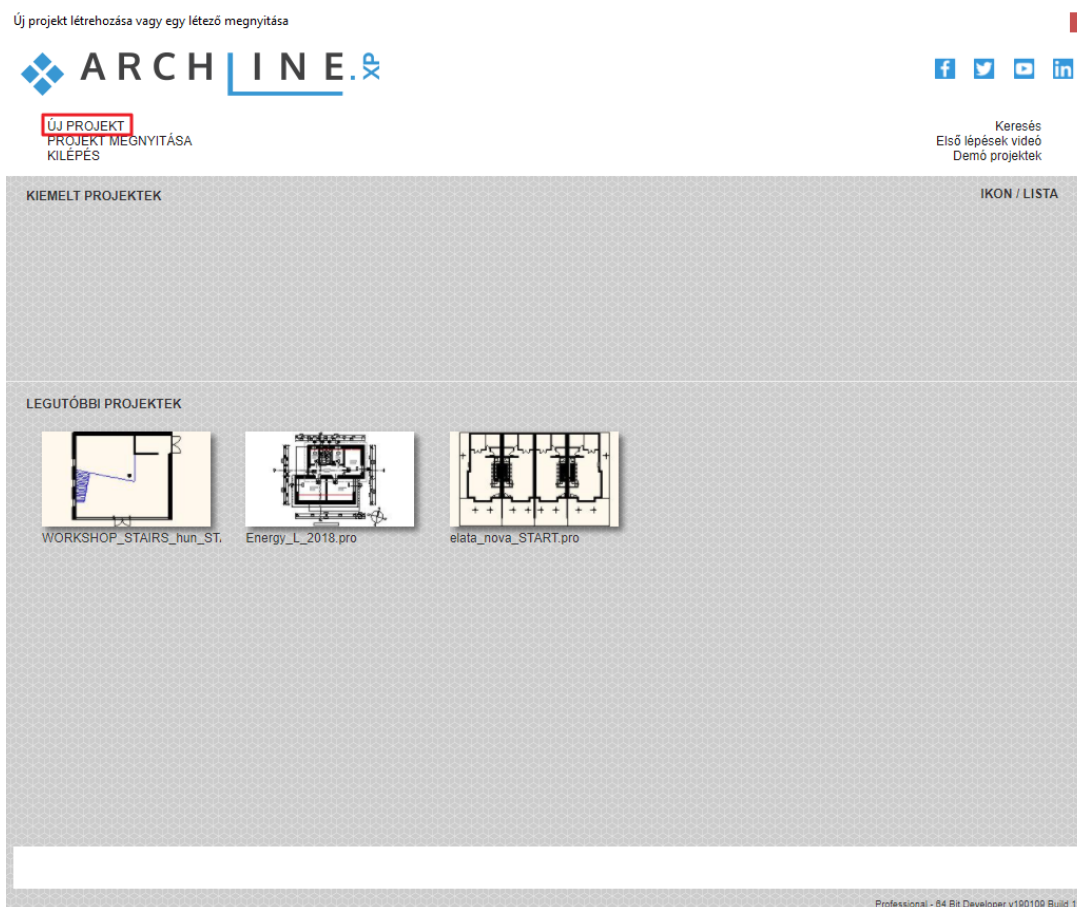 Új projekt létrehozása vagy egy létező megnyitása
ARCHLINE.XP
ÚJ PROJEKT
PROJEKT MEGNYITÁSA
KILÉPÉS
Keresés
Első lépések videó
Demó projektek
KIEMELT PROJEKTEK
IKON / LISTA
LEGUTÓBBI PROJEKTEK
WORKSHOP_STAIRS_hun_ST.
Energy_L_2018.pro
elata_nova_START.pro
Professional - 64 Bit Developer v190109 Build 1